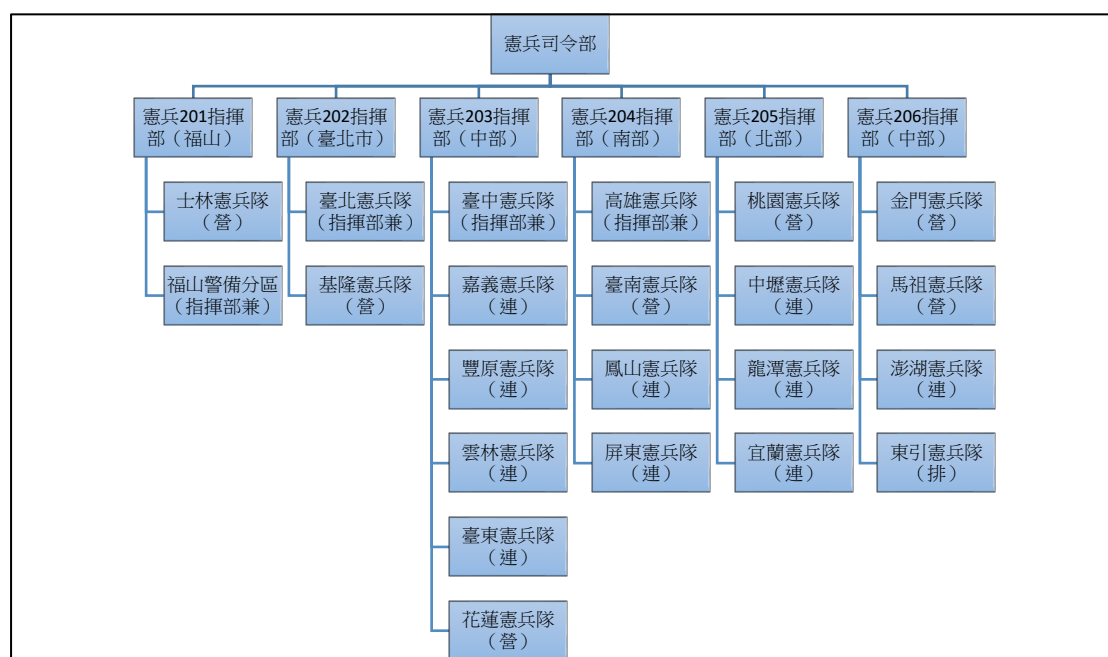 憲兵司令部
憲兵201指揮
部（福山）
士林憲兵隊
（營）
福山警備分區
（指揮部兼）
憲兵202指揮
部（臺北市）
臺北憲兵隊
（指揮部兼）
基隆憲兵隊
（營）
憲兵203指揮
部（中部）
臺中憲兵隊
（指揮部兼）
嘉義憲兵隊
（連）
豐原憲兵隊
（連）
雲林憲兵隊
（連）
臺東憲兵隊
（連）
花蓮憲兵隊
（營）
憲兵204指揮
部（南部）
高雄憲兵隊
（指揮部兼）
臺南憲兵隊
（營）
鳳山憲兵隊
（連）
屏東憲兵隊
（連）
憲兵205指揮
部（北部）
桃園憲兵隊
（營）
中壢憲兵隊
（連）
龍潭憲兵隊
（連）
宜蘭憲兵隊
（連）
憲兵206指揮
部（中部）
金門憲兵隊
（營）
馬祖憲兵隊
（營）
澎湖憲兵隊
（連）
東引憲兵隊
（排）